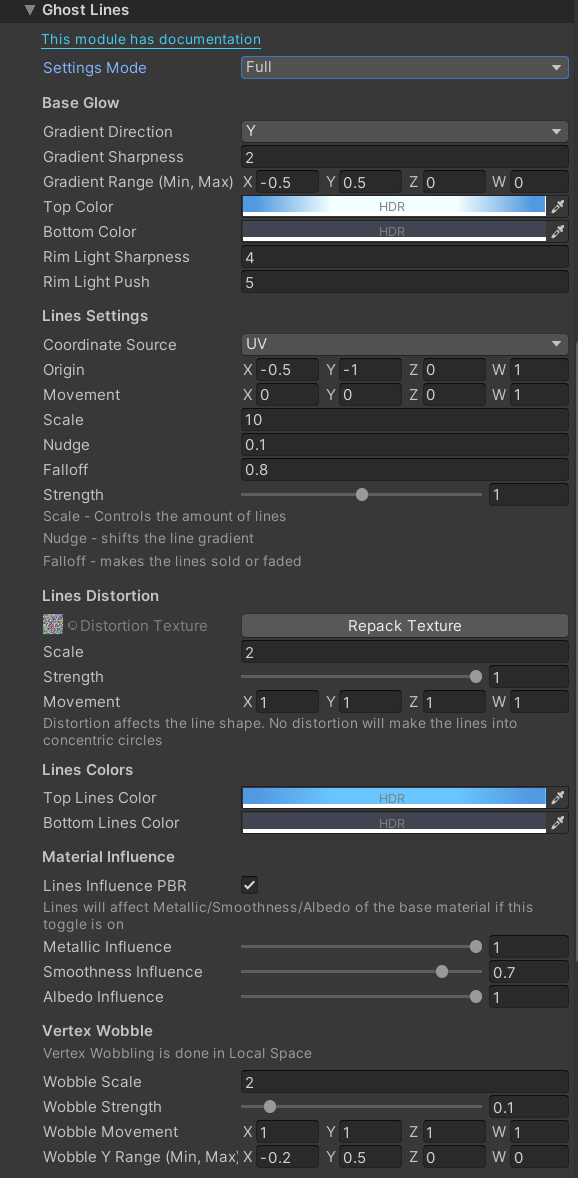 Ghost Lines
This module has documentation
Settings Mode Full
Base Glow
Gradient Direction Y
Gradient Sharpness 2
Gradient Range (Min, Max) X -0.5 Y 0.5 Z 0 W 0
Top Color HDR
Bottom Color HDR
Rim Light Sharpness 4
Rim Light Push 5
Lines Settings
Coordinate Source UV
Origin X -0.5 Y -1 Z 0 W 1
Movement X 0 Y 0 Z 0 W 1
Scale 10
Nudge 0.1
Falloff 0.8
Strength 1
Scale - Controls the amount of lines
Nudge - shifts the line gradient
Falloff - makes the lines sold or faded
Lines Distortion
Distortion Texture Repack Texture
Scale 2
Strength 1
Movement X 1 Y 1 Z 1 W 1
Distortion affects the line shape. No distortion will make the lines into
concentric circles
Lines Colors
Top Lines Color HDR
Bottom Lines Color HDR
Material Influence
Lines Influence PBR
Lines will affect Metallic/Smoothness/Albedo of the base material if this
toggle is on
Metallic Influence 1
Smoothness Influence 0.7
Albedo Influence 1
Vertex Wobble
Vertex Wobbling is done in Local Space
Wobble Scale 2
Wobble Strength 0.1
Wobble Movement X 1 Y 1 Z 1 W 1
Wobble Y Range (Min, Max) X -0.2 Y 0.5 Z 0 W 0